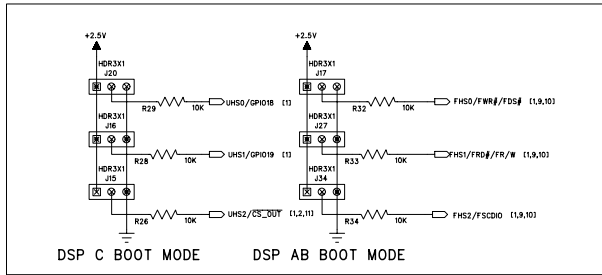 +2.5V
HDR3X1
J20
R29
10K
UHS0/GPIO18 [1]
HDR3X1
J16
R28
10K
UHS1/GPIO19 [1]
HDR3X1
J15
R26
10K
UHS2/CS_OUT [1,2,11]
DSP C BOOT MODE
+2.5V
HDR3X1
J17
R32
10K
FHS0/FWR#/FDS# [1,9,10]
HDR3X1
J27
R33
10K
FHS1/FRD#/FR/W [1,9,10]
HDR3X1
J34
R34
10K
FHS2/FSCDIO [1,9,10]
DSP AB BOOT MODE